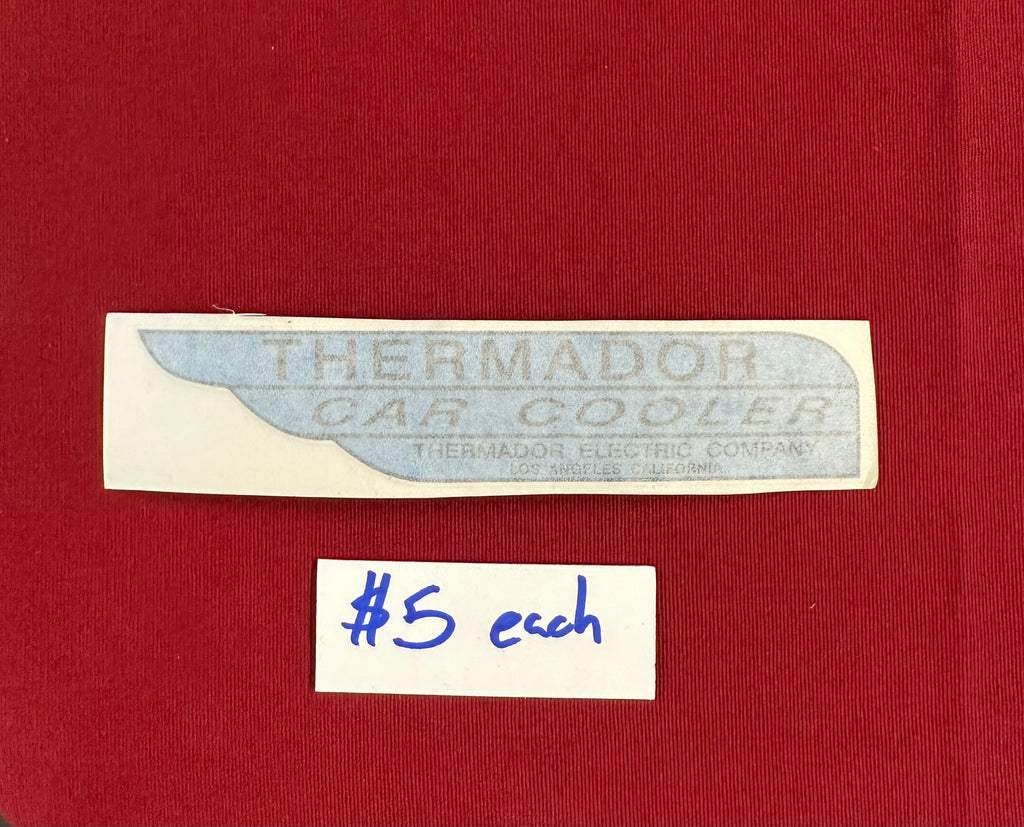 THERMADOR
CAR COOLER
THERMADOR ELECTRIC COMPANY
LOS ANGELES CALIFORNIA
$5 each